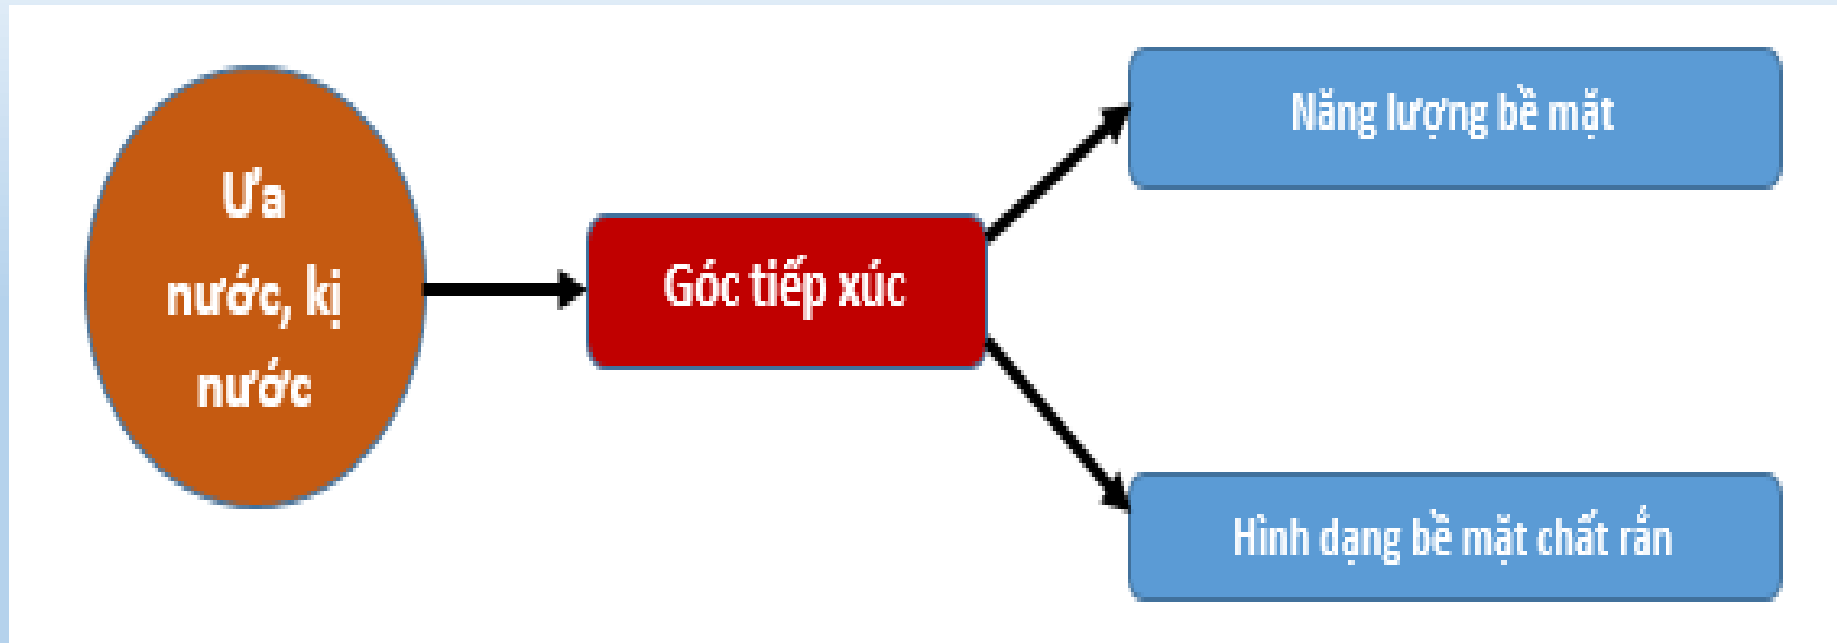 Ưa
nước, kị
nước
Góc tiếp xúc
Năng lượng bề mặt
Hình dạng bề mặt chất rắn